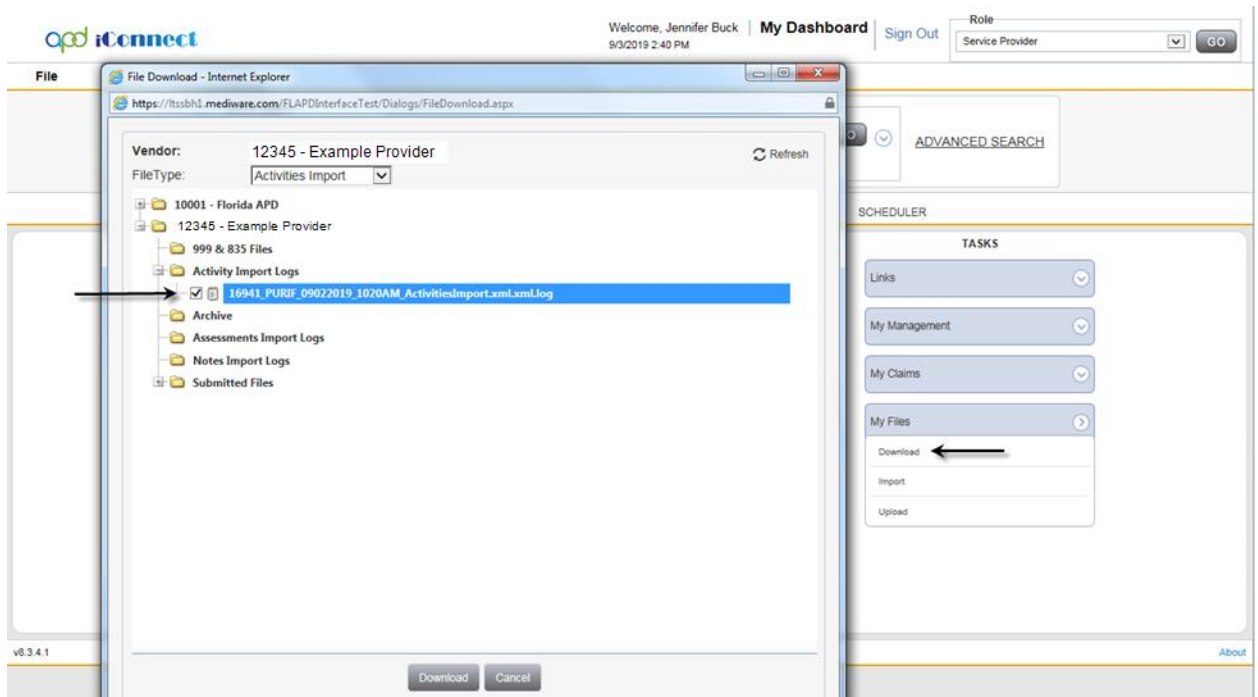 apd iConnect
Welcome, Jennifer Buck | My Dashboard
9/3/2019 2:40 PM
Sign Out
Role
Service Provider
GO
File
File Download - Internet Explorer
https://ltssbh1.mediware.com/FLAPDInterfaceTest/Dialogs/FileDownload.aspx
ADVANCED SEARCH
Vendor: 12345 - Example Provider
Refresh
FileType: Activities Import
10001 - Florida APD
12345 - Example Provider
999 & 835 Files
Activity Import Logs
16941_PURIF_09022019_1020AM_ActivitiesImport.xml.xml.log
Archive
Assessments Import Logs
Notes Import Logs
Submitted Files
SCHEDULER
TASKS
Links
My Management
My Claims
My Files
Download
Import
Upload
v6.3.4.1
About
Download Cancel